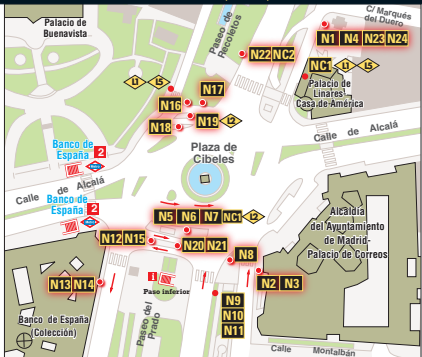 Palacio de
Buenavista
Paseo de
Recoletos
C/ Marqués
del Duero
N1 N4 N23 N24
N22 NC2
NC1 L1 L5
Palacio de
Linares
Casa de América
L1 L5
N17
N16
N19 L2
N18
Calle de Alcalá
Plaza de
Cibeles
Banco de
España
2
Calle de Alcalá
Banco de
España
2
N5 N6 N7 NC1 L2
Alcaldía
del Ayuntamiento
de Madrid-
Palacio de Correos
N12 N15
N20 N21
N8
N13 N14
i
Paso inferior
N2 N3
N9
N10
N11
Banco de España
(Colección)
Paseo del
Prado
Calle Montalbán